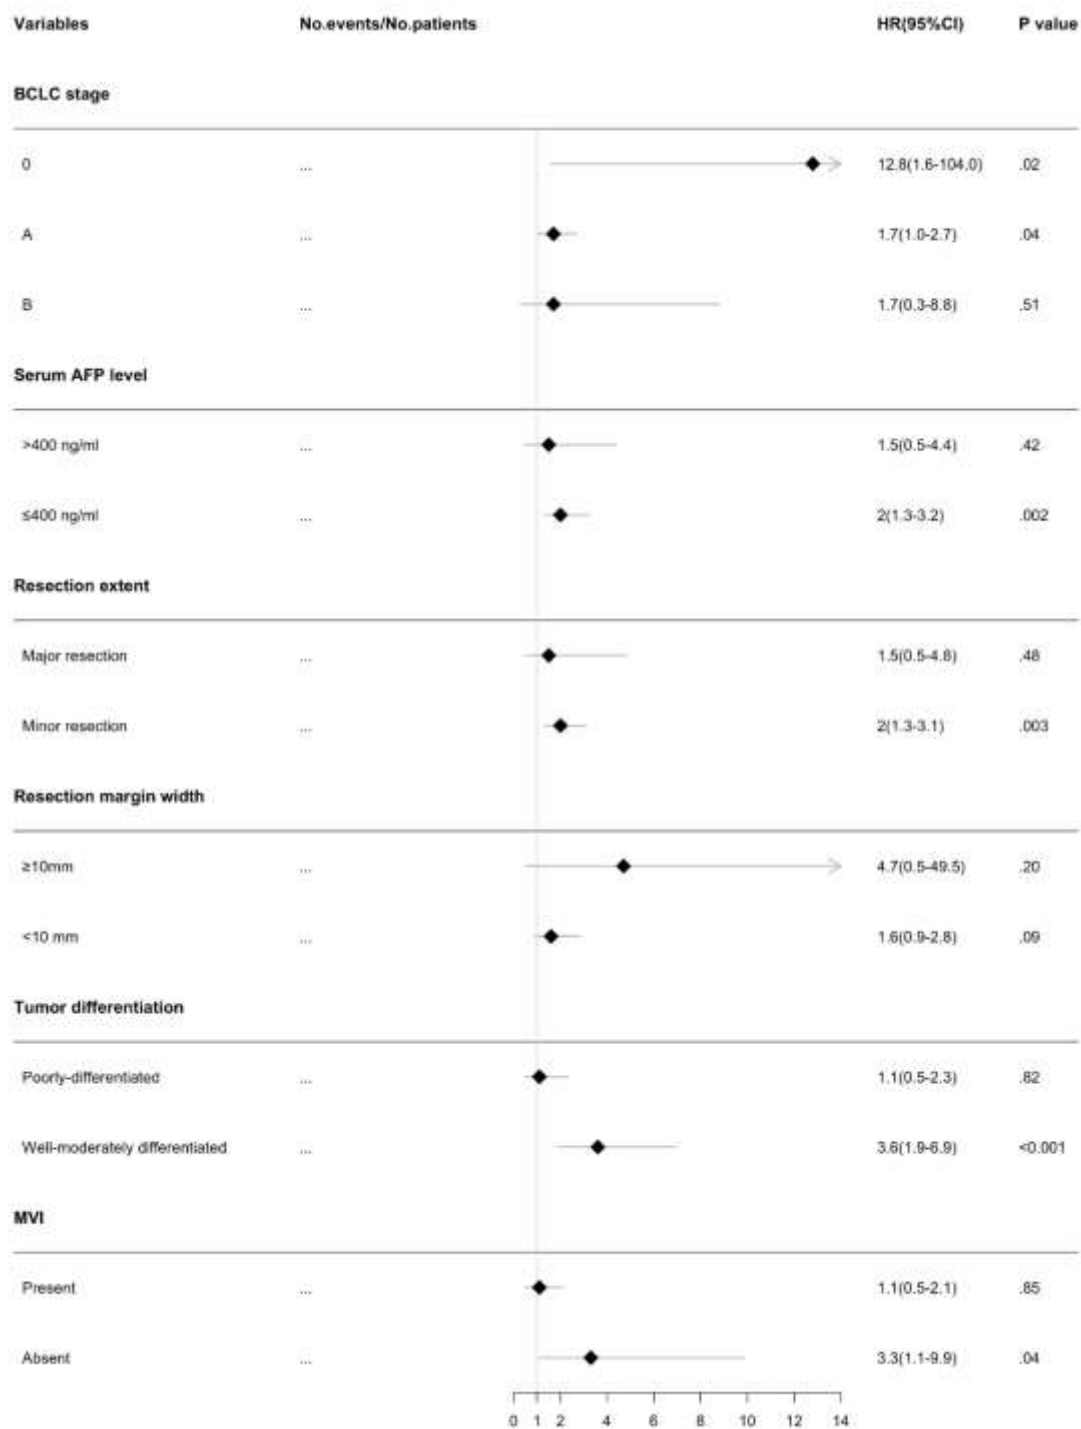 Variables No.events/No.patients HR(95%CI) P value
BCLC stage
0 ... 12.8(1.6-104.0) .02
A ... 1.7(1.0-2.7) .04
B ... 1.7(0.3-8.8) .51
Serum AFP level
>400 ng/ml ... 1.5(0.5-4.4) .42
≤400 ng/ml ... 2(1.3-3.2) .002
Resection extent
Major resection ... 1.5(0.5-4.8) .48
Minor resection ... 2(1.3-3.1) .003
Resection margin width
≥10mm ... 4.7(0.5-49.5) .20
<10 mm ... 1.6(0.9-2.8) .09
Tumor differentiation
Poorly-differentiated ... 1.1(0.5-2.3) .82
Well-moderately differentiated ... 3.6(1.9-6.9) <0.001
MVI
Present ... 1.1(0.5-2.1) .85
Absent ... 3.3(1.1-9.9) .04
0 1 2 4 6 8 10 12 14